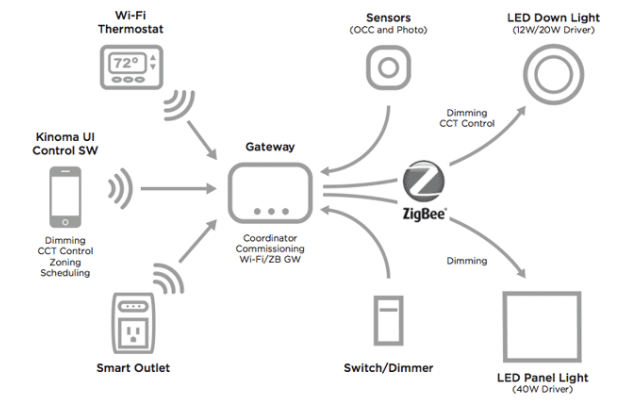 Wi-Fi
Thermostat
72°
Kinoma UI
Control SW
Dimming
CCT Control
Zoning
Scheduling
Smart Outlet
Gateway
Coordinator
Commissioning
Wi-Fi/ZB GW
Sensors
(OCC and Photo)
ZigBee®
Switch/Dimmer
LED Down Light
(12W/20W Driver)
Dimming
CCT Control
Dimming
LED Panel Light
(40W Driver)